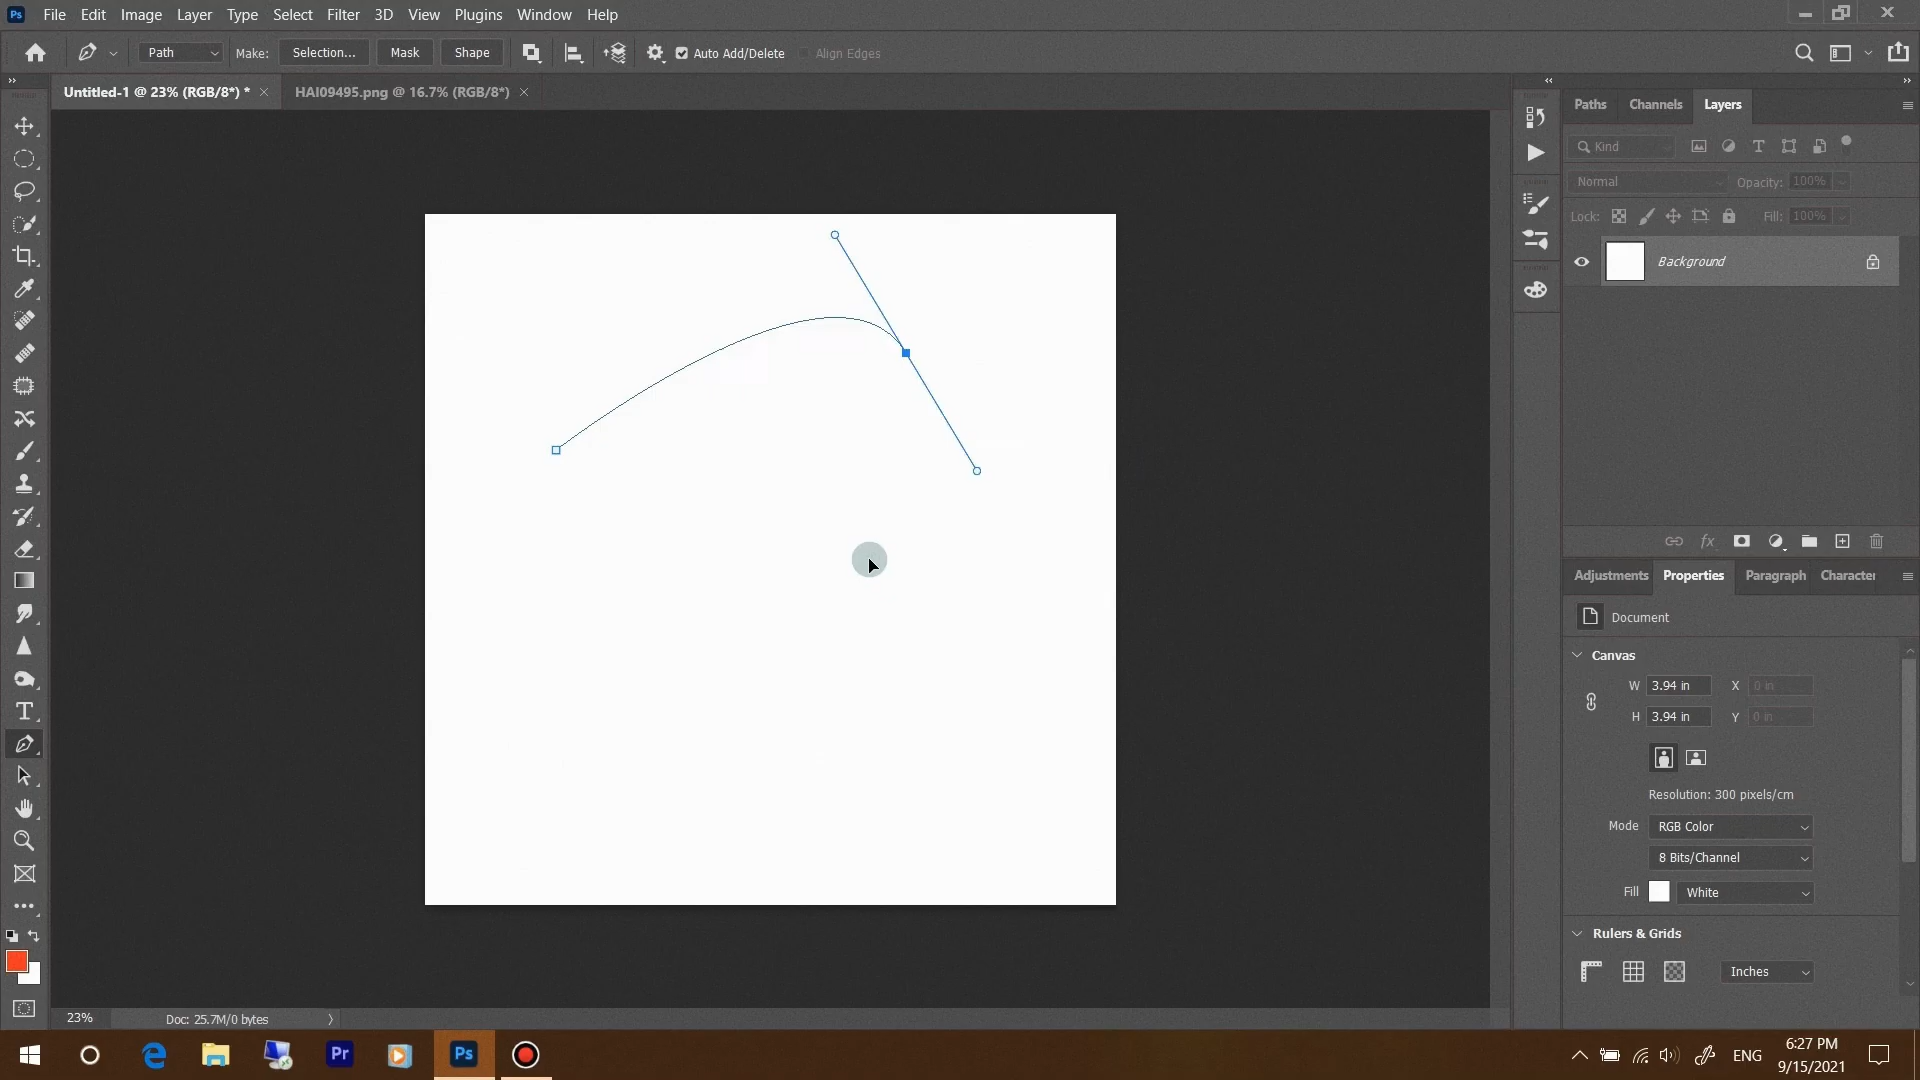 Ps File Edit Image Layer Type Select Filter 3D View Plugins Window Help
Path Make: Selection... Mask Shape Auto Add/Delete Align Edges
Untitled-1 @ 23% (RGB/8*) * HAI09495.png @ 16.7% (RGB/8*)
Paths Channels Layers
Kind T
Normal Opacity: 100%
Lock: Fill: 100%
Background
fx
Adjustments Properties Paragraph Character
Document
Canvas
W 3.94 in X 0 in
H 3.94 in Y 0 in
Resolution: 300 pixels/cm
Mode RGB Color
8 Bits/Channel
Fill White
Rulers & Grids
Inches
T
23% Doc: 25.7M/0 bytes
Pr Ps ENG 6:27 PM
9/15/2021